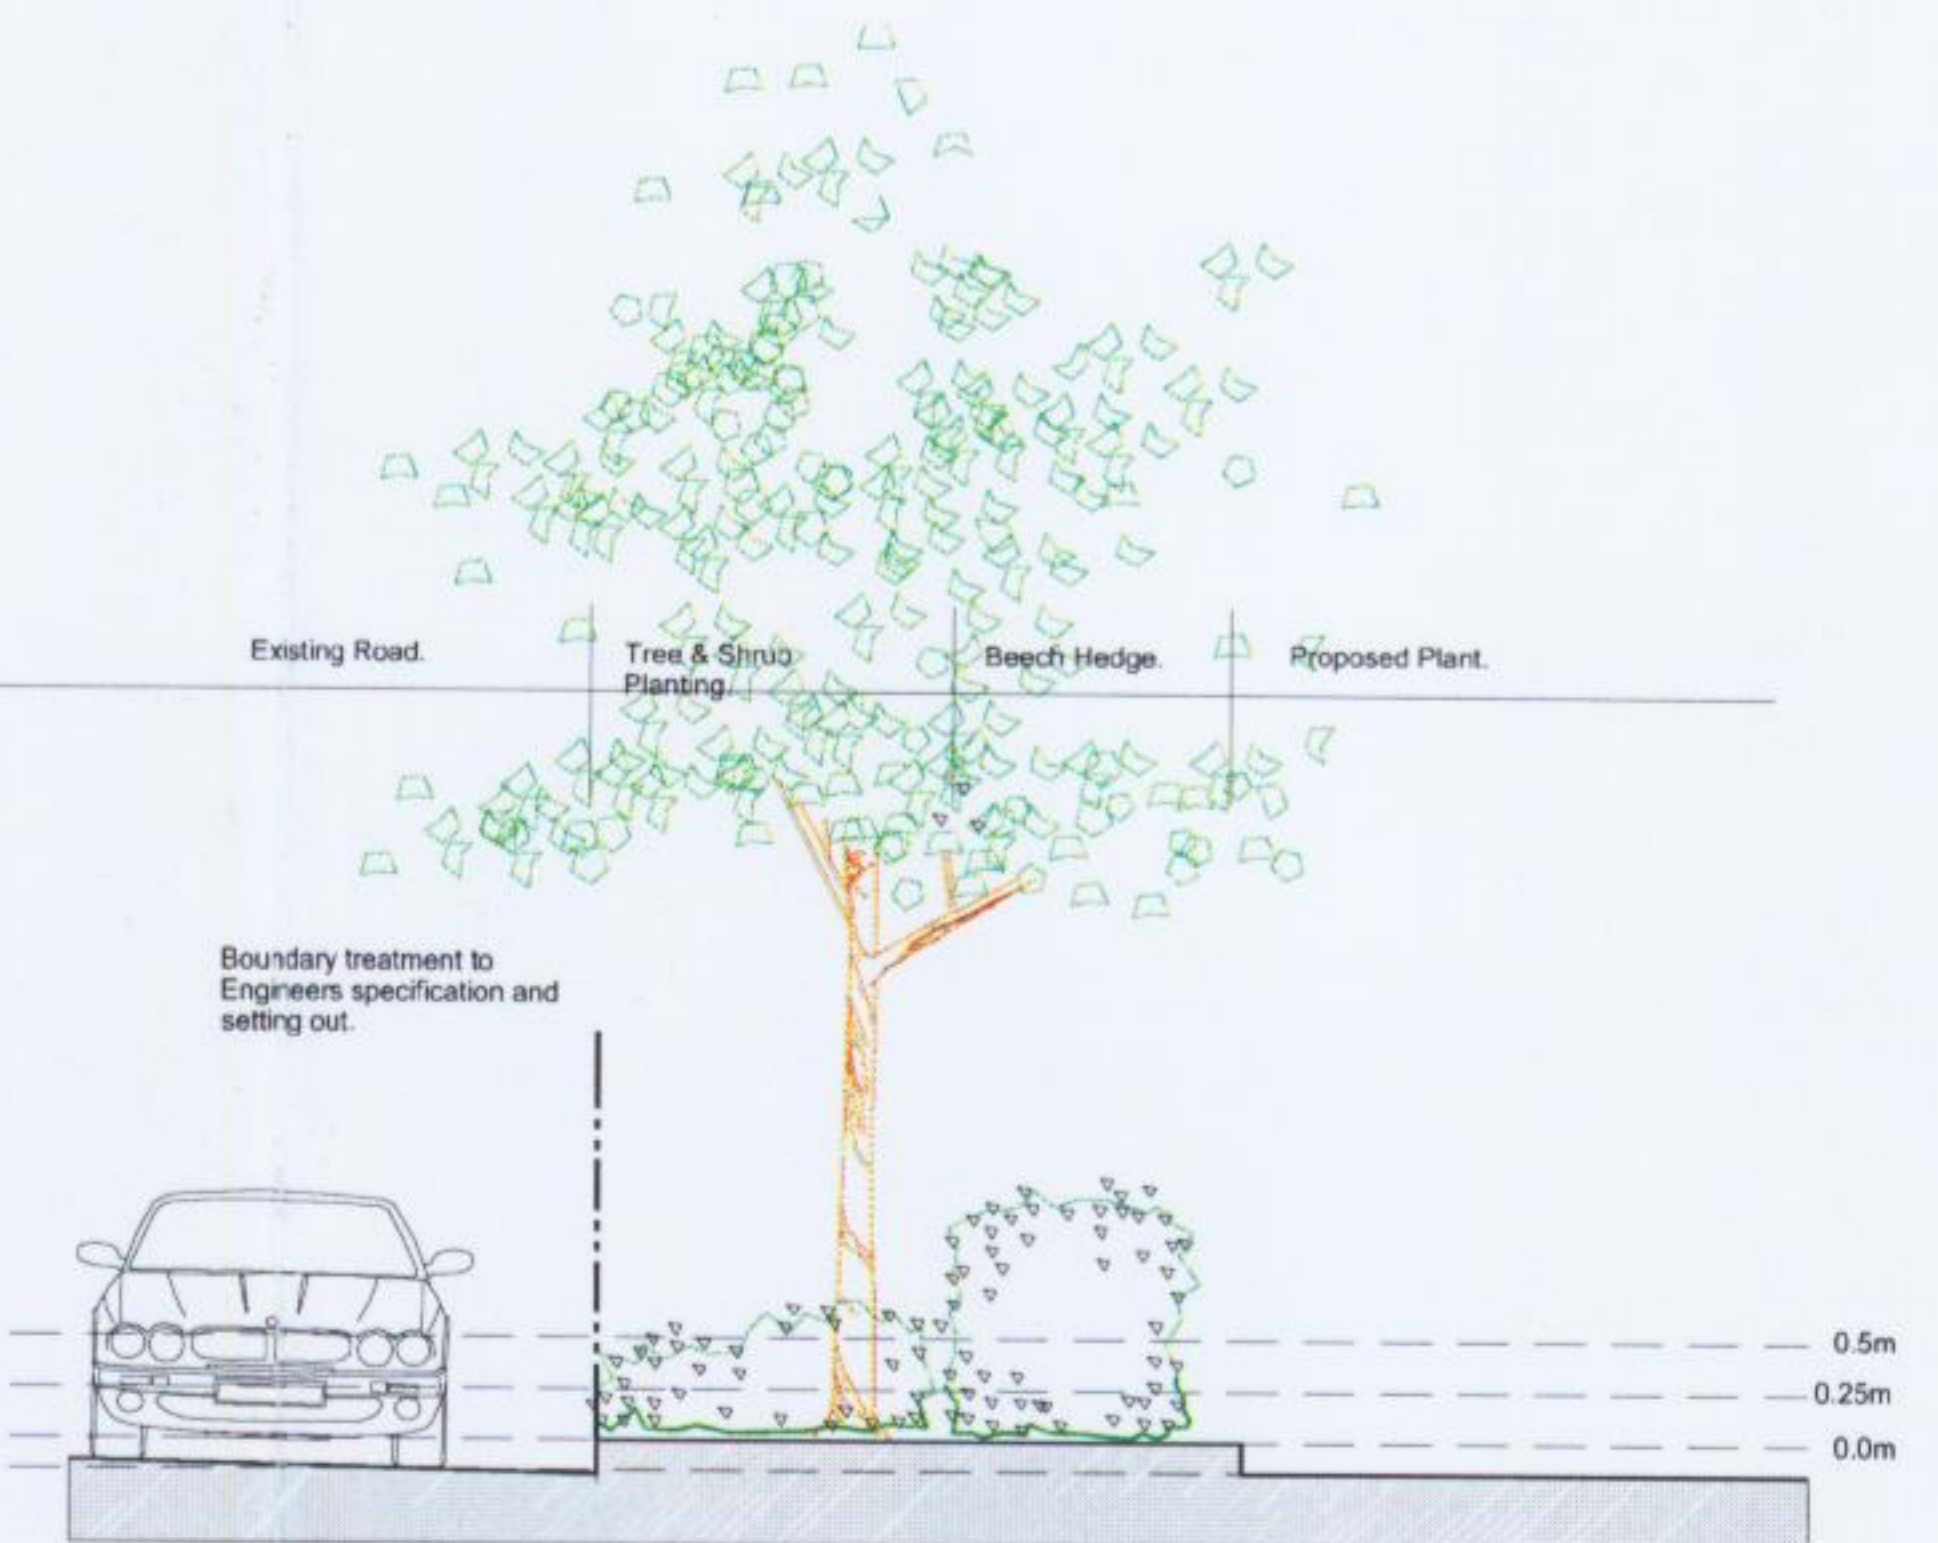 Existing Road.
Tree & Shrub
Planting.
Beech Hedge.
Proposed Plant.
Boundary treatment to
Engineers specification and
setting out.
0.5m
0.25m
0.0m